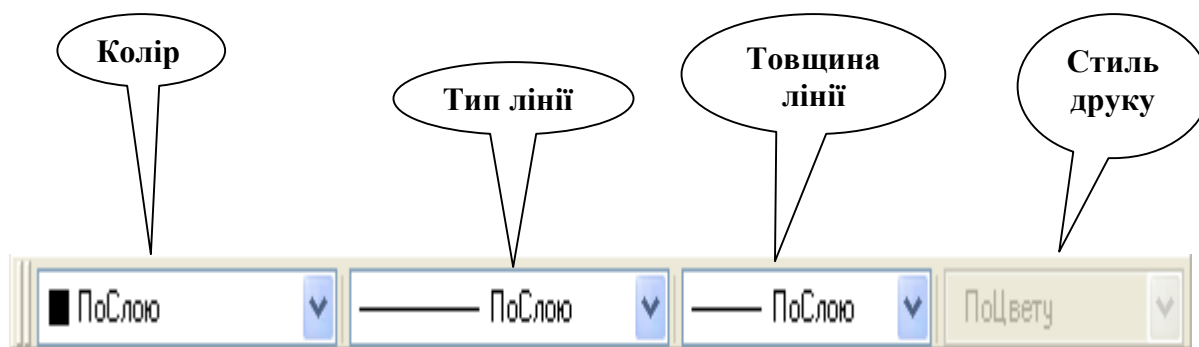 Колір
Тип лінії
Товщина
лінії
Стиль
друку
ПоСлою
ПоСлою
ПоСлою
ПоЦвету